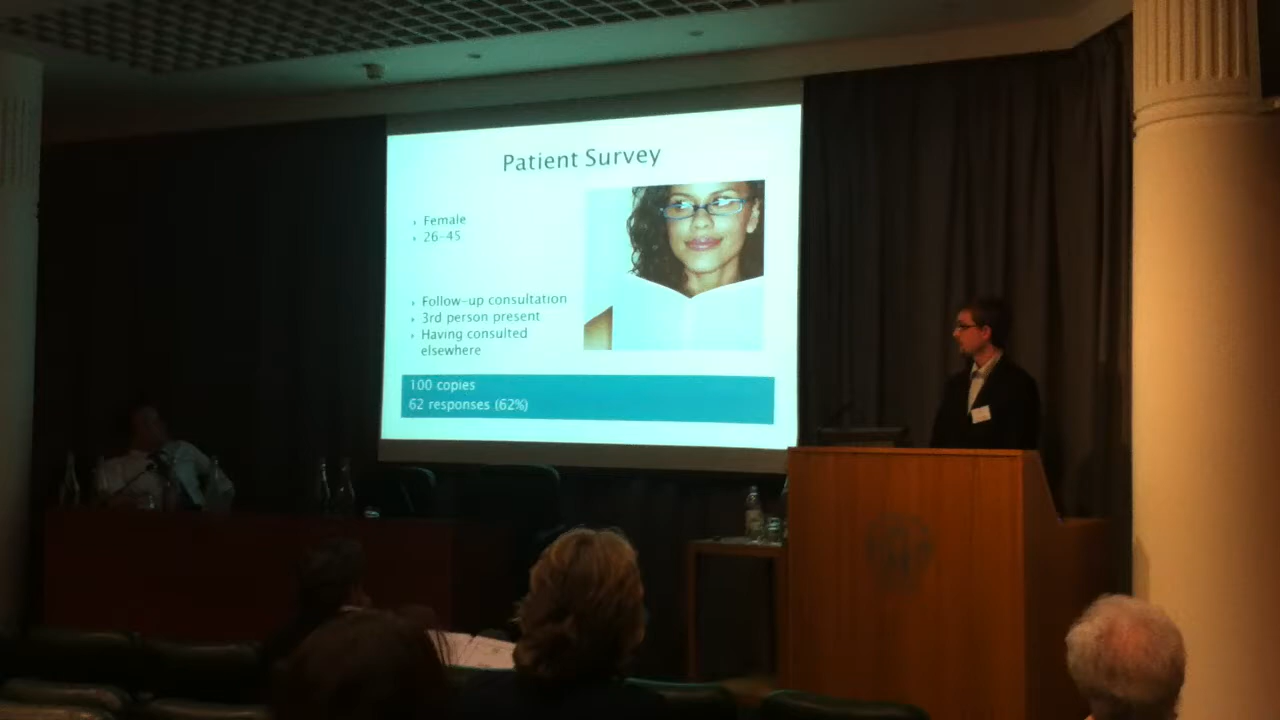 Patient Survey
Female
26-45
Follow-up consultation
3rd person present
Having consulted
elsewhere
100 copies
62 responses (62%)